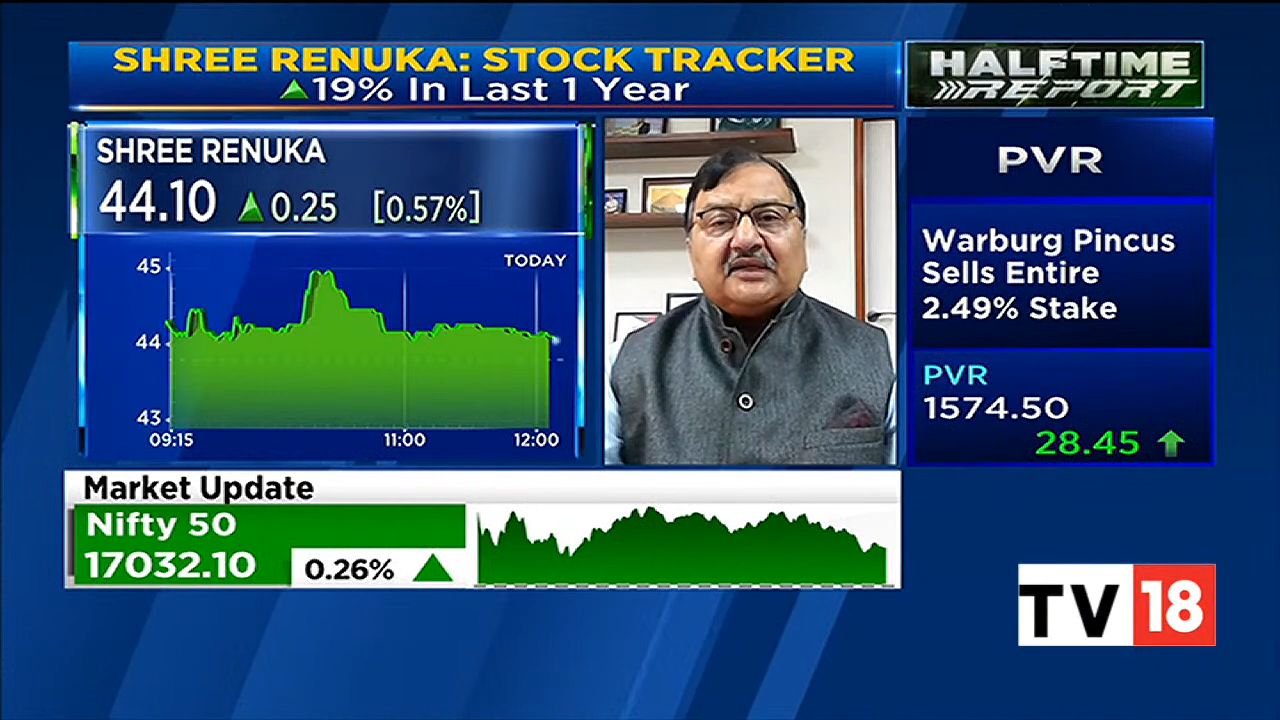 SHREE RENUKA: STOCK TRACKER
▲19% In Last 1 Year
HALFTIME
REPORT
SHREE RENUKA
44.10 ▲ 0.25 [0.57%]
TODAY
45
44
43
09:15 11:00 12:00
PVR
Warburg Pincus
Sells Entire
2.49% Stake
PVR
1574.50
28.45 ↑
Market Update
Nifty 50
17032.10 0.26% ▲
TV18